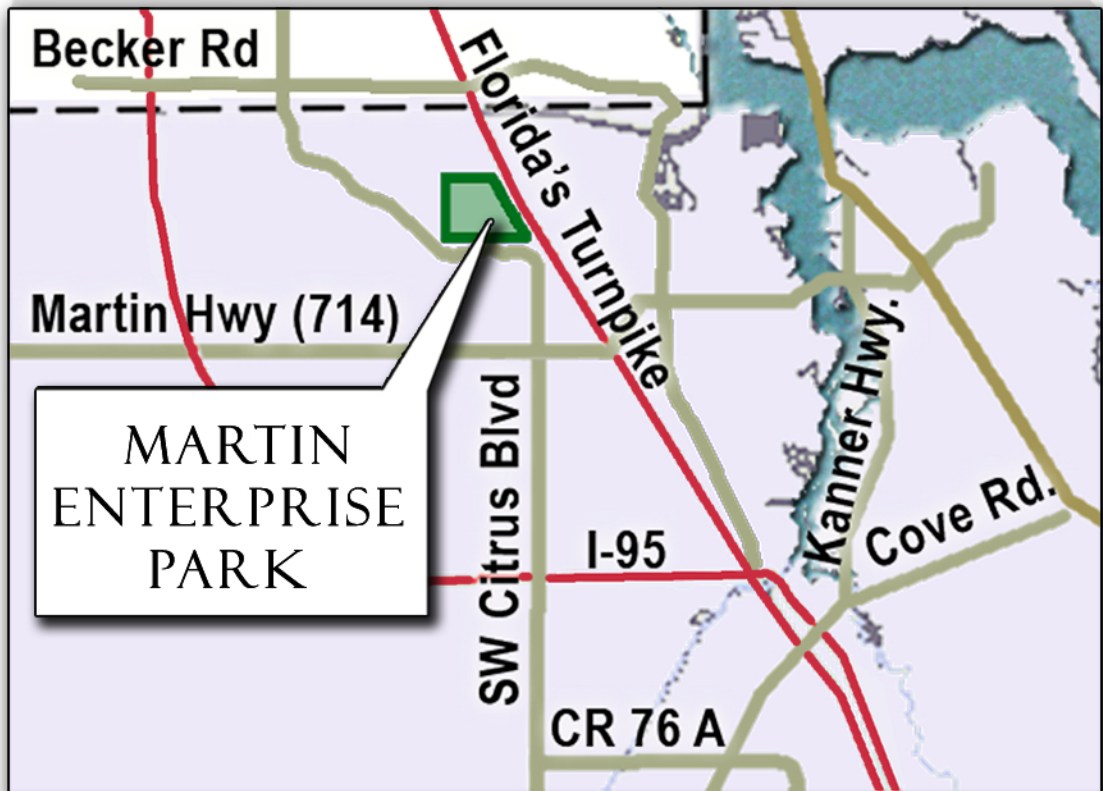 Becker Rd
Florida's Turnpike
Martin Hwy (714)
MARTIN
ENTERPRISE
PARK
SW Citrus Blvd
I-95
Kanner Hwy.
Cove Rd.
CR 76 A